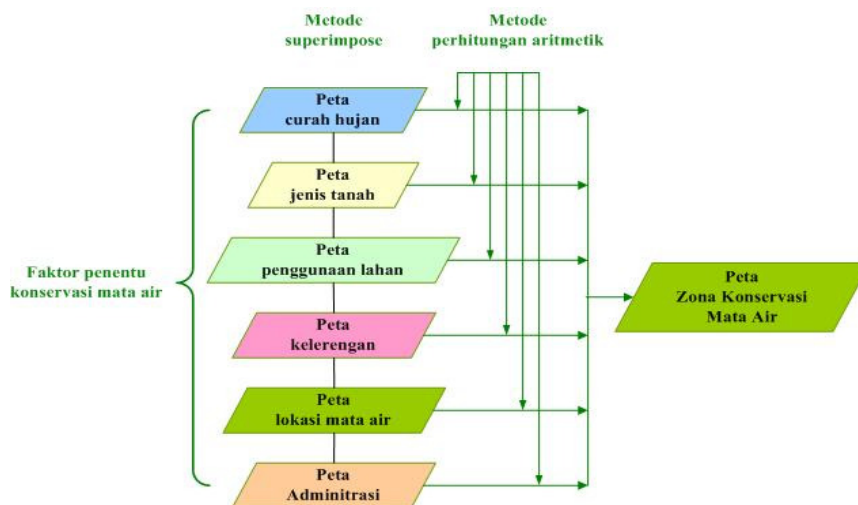 Metode
superimpose
Metode
perhitungan aritmetik
Peta
curah hujan
Peta
jenis tanah
Peta
penggunaan lahan
Faktor penentu
konservasi mata air
Peta
Zona Konservasi
Mata Air
Peta
kelerengan
Peta
lokasi mata air
Peta
Adminitrasi